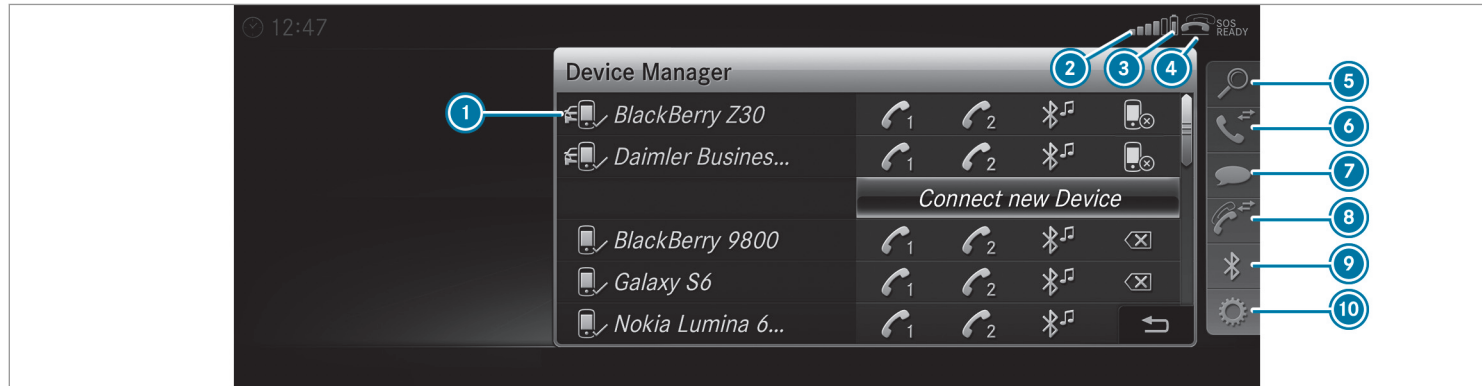 12:47
SOS
READY
Device Manager
2
3
4
5
1
BlackBerry Z30
1
2
6
Daimler Busines...
1
2
7
Connect new Device
8
BlackBerry 9800
1
2
9
Galaxy S6
1
2
10
Nokia Lumina 6...
1
2